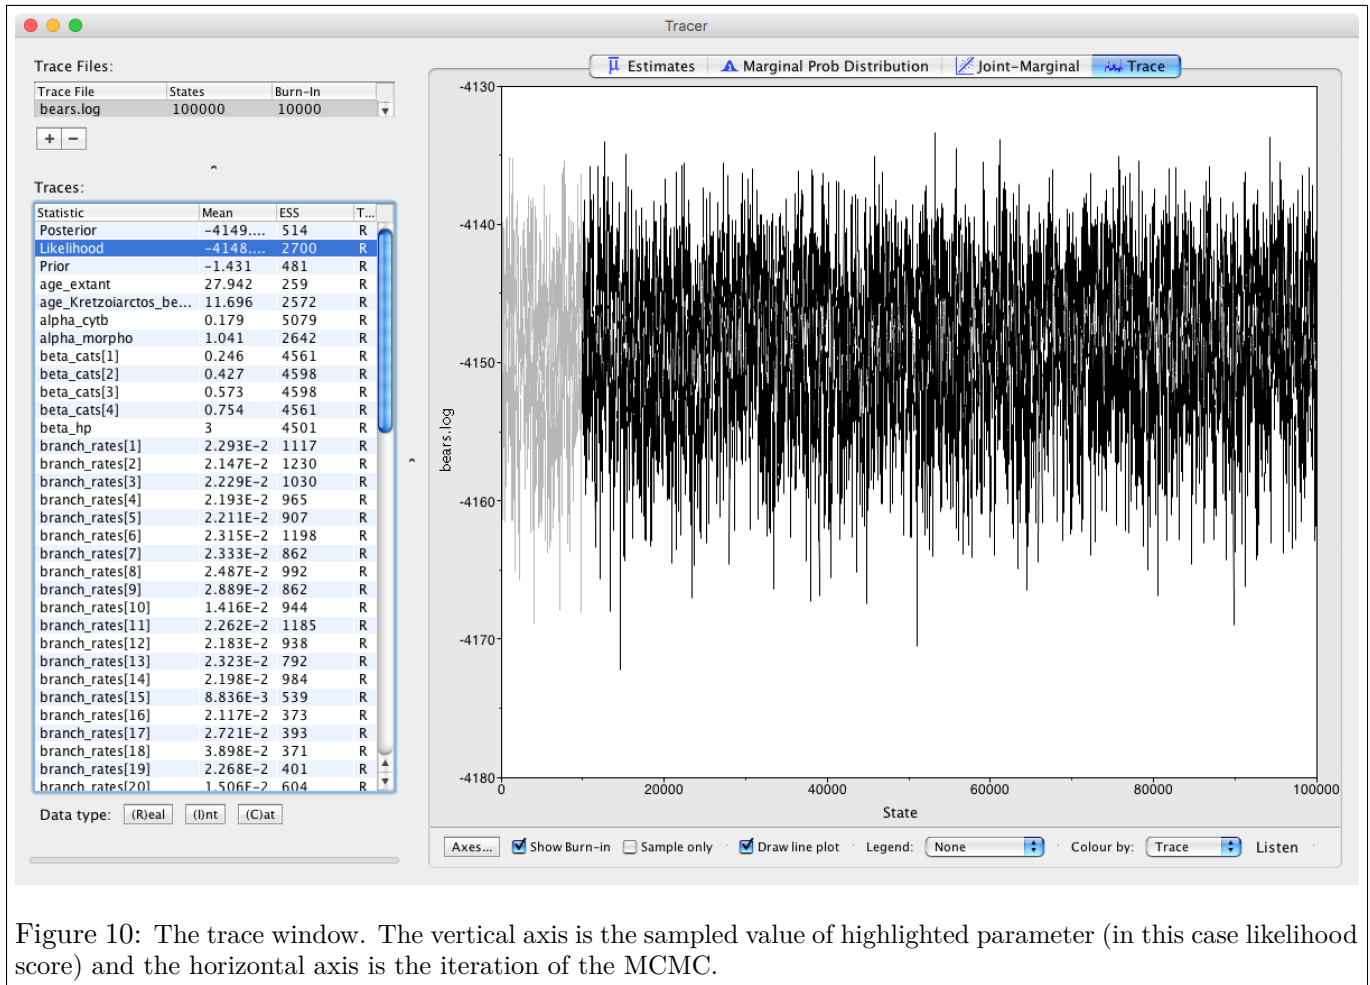 Tracer
Trace Files:
Trace File States Burn-In
bears.log 100000 10000
+ −
Traces:
Statistic Mean ESS T...
Posterior -4149.... 514 R
Likelihood -4148.... 2700 R
Prior -1.431 481 R
age_extant 27.942 259 R
age_Kretzoiarctos_be... 11.696 2572 R
alpha_cytb 0.179 5079 R
alpha_morpho 1.041 2642 R
beta_cats[1] 0.246 4561 R
beta_cats[2] 0.427 4598 R
beta_cats[3] 0.573 4598 R
beta_cats[4] 0.754 4561 R
beta_hp 3 4501 R
branch_rates[1] 2.293E-2 1117 R
branch_rates[2] 2.147E-2 1230 R
branch_rates[3] 2.229E-2 1030 R
branch_rates[4] 2.193E-2 965 R
branch_rates[5] 2.211E-2 907 R
branch_rates[6] 2.315E-2 1198 R
branch_rates[7] 2.333E-2 862 R
branch_rates[8] 2.487E-2 992 R
branch_rates[9] 2.889E-2 862 R
branch_rates[10] 1.416E-2 944 R
branch_rates[11] 2.262E-2 1185 R
branch_rates[12] 2.183E-2 938 R
branch_rates[13] 2.323E-2 792 R
branch_rates[14] 2.198E-2 984 R
branch_rates[15] 8.836E-3 539 R
branch_rates[16] 2.117E-2 373 R
branch_rates[17] 2.721E-2 393 R
branch_rates[18] 3.898E-2 371 R
branch_rates[19] 2.268E-2 401 R
branch_rates[20] 1.506E-2 604 R
Data type: (R)eal (I)nt (C)at
μ Estimates Marginal Prob Distribution Joint-Marginal Trace
-4130
-4140
-4150
-4160
-4170
-4180
bears.log
0 20000 40000 60000 80000 100000
State
Axes... Show Burn-in Sample only Draw line plot Legend: None Colour by: Trace Listen
Figure 10: The trace window. The vertical axis is the sampled value of highlighted parameter (in this case likelihood
score) and the horizontal axis is the iteration of the MCMC.